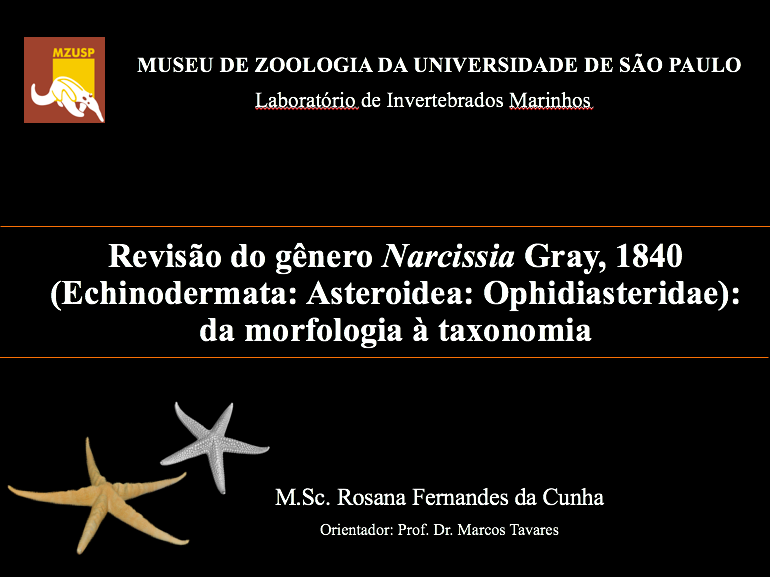 MZUSP
MUSEU DE ZOOLOGIA DA UNIVERSIDADE DE SÃO PAULO
Laboratório de Invertebrados Marinhos
Revisão do gênero Narcissia Gray, 1840
(Echinodermata: Asteroidea: Ophidiasteridae):
da morfologia à taxonomia
M.Sc. Rosana Fernandes da Cunha
Orientador: Prof. Dr. Marcos Tavares